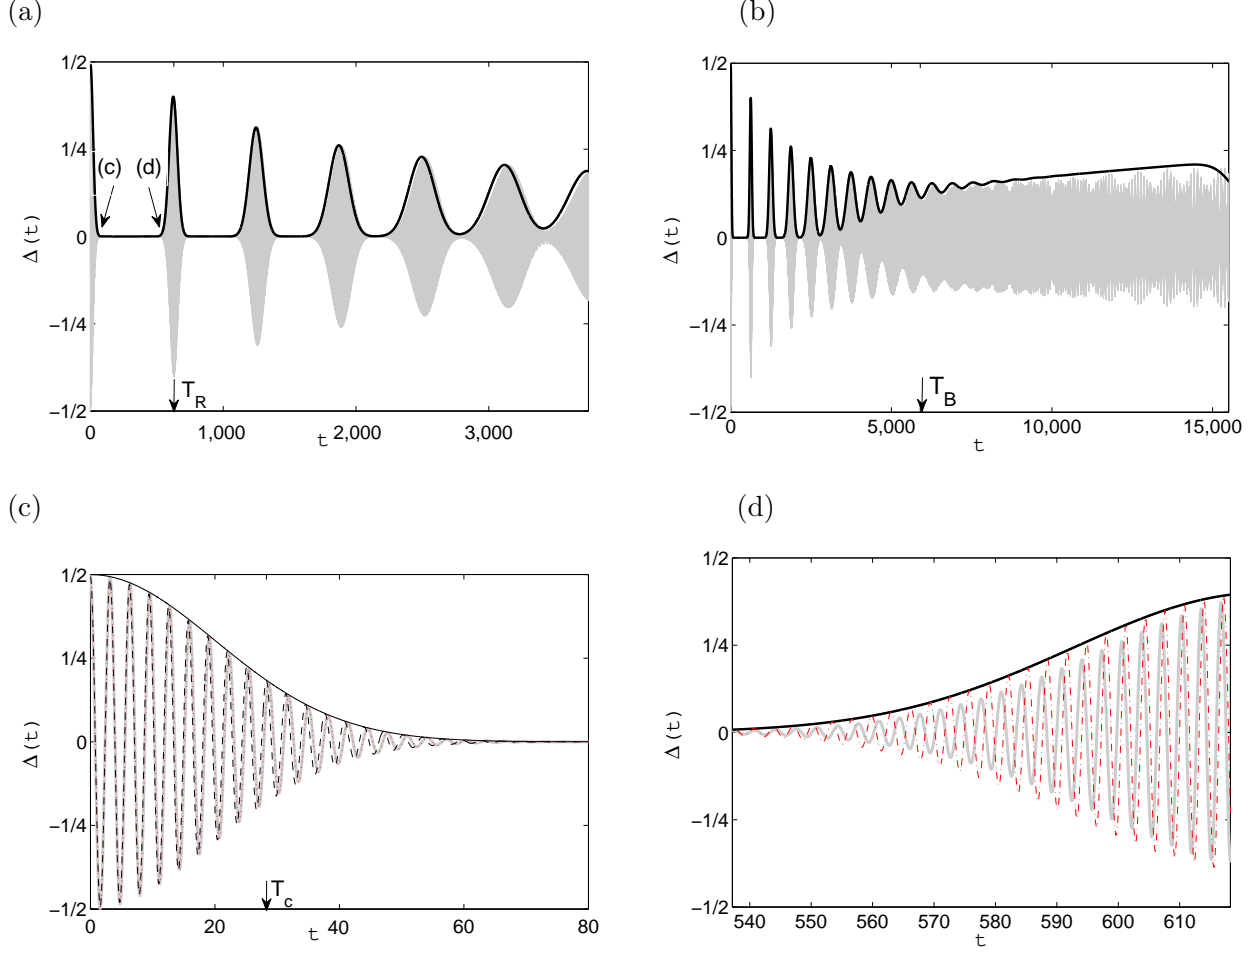 (a)
1/2
1/4
0
−1/4
−1/2
Δ(t)
(c)
(d)
T_R
0
1,000
2,000
3,000
t
(b)
1/2
1/4
0
−1/4
−1/2
Δ(t)
T_B
0
5,000
10,000
15,000
t
(c)
1/2
1/4
0
−1/4
−1/2
Δ(t)
T_c
0
20
40
60
80
t
(d)
1/2
1/4
0
−1/4
−1/2
Δ(t)
540
550
560
570
580
590
600
610
t